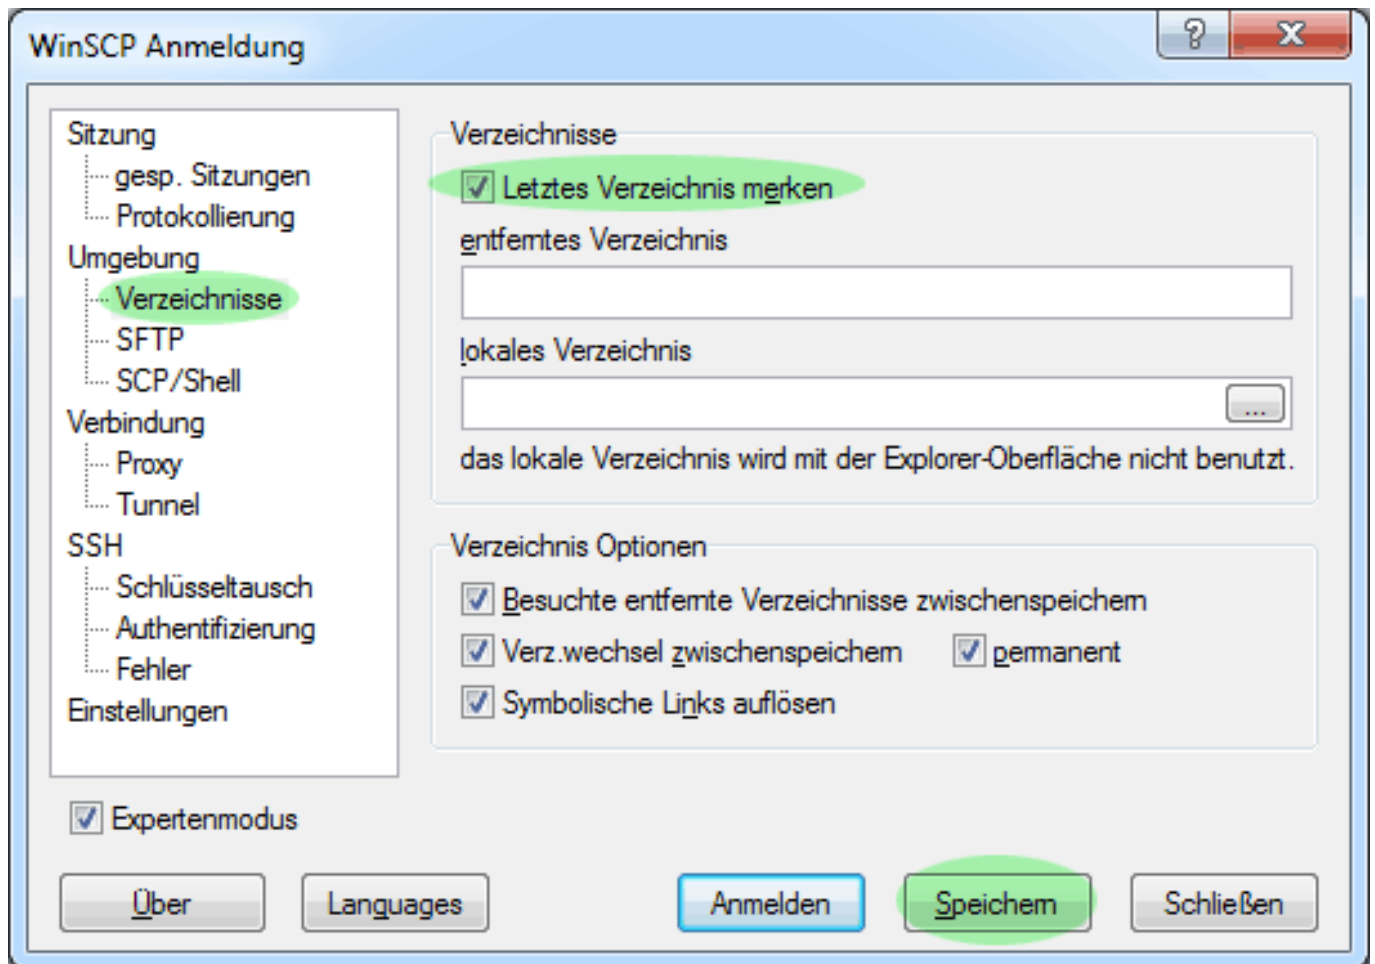 WinSCP Anmeldung
?
X
Sitzung
gesp. Sitzungen
Protokollierung
Umgebung
Verzeichnisse
SFTP
SCP/Shell
Verbindung
Proxy
Tunnel
SSH
Schlüsseltausch
Authentifizierung
Fehler
Einstellungen
Expertenmodus
Verzeichnisse
Letztes Verzeichnis merken
entferntes Verzeichnis
lokales Verzeichnis
...
das lokale Verzeichnis wird mit der Explorer-Oberfläche nicht benutzt.
Verzeichnis Optionen
Besuchte entfernte Verzeichnisse zwischenspeichern
Verz.wechsel zwischenspeichern permanent
Symbolische Links auflösen
Über Languages Anmelden Speichern Schließen